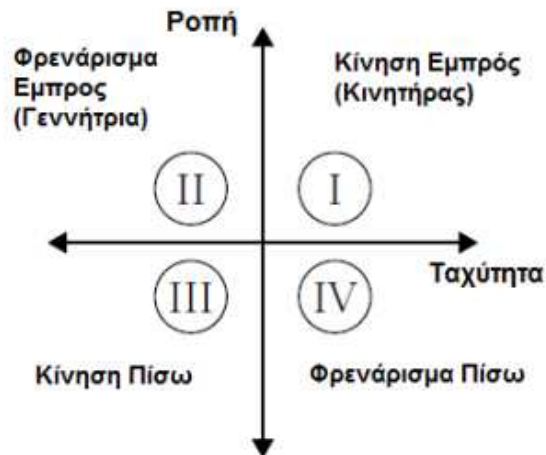 Ροπή
Φρενάρισμα
Εμπρος
(Γεννήτρια)
Κίνηση Εμπρός
(Κινητήρας)
II
I
Ταχύτητα
III
IV
Κίνηση Πίσω
Φρενάρισμα Πίσω